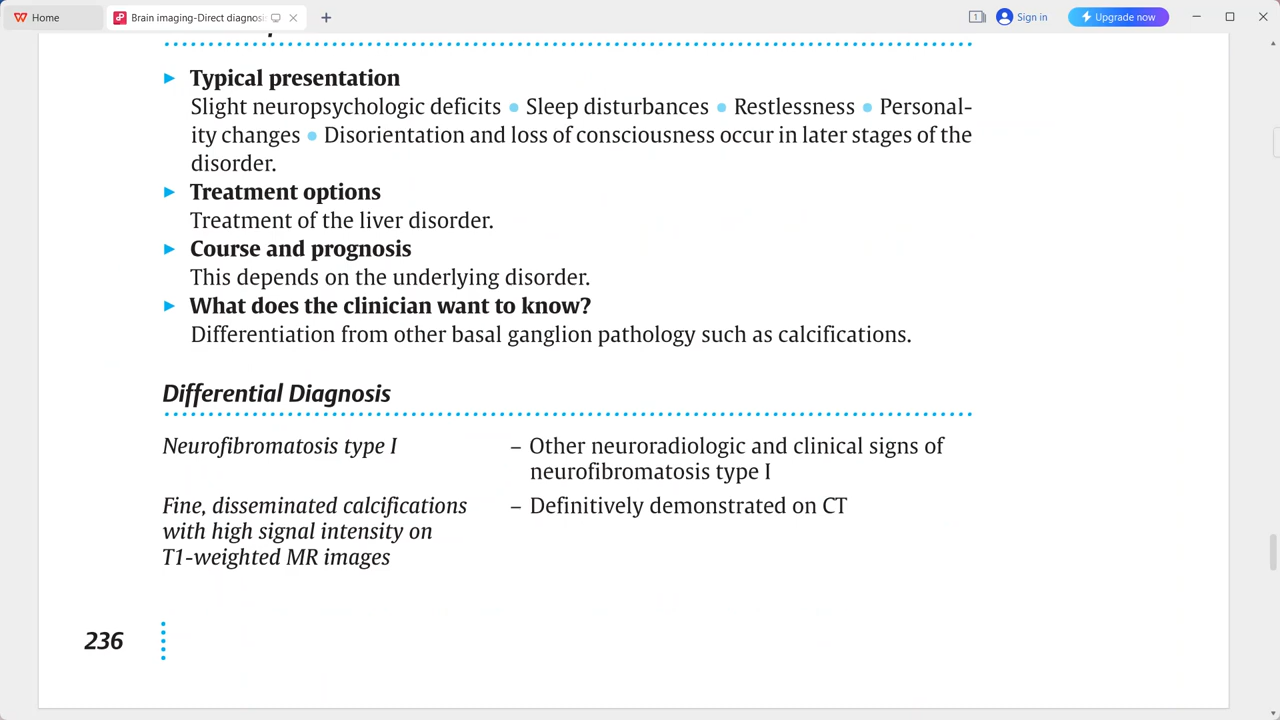 Home
Brain imaging-Direct diagnosi
1
Sign in
Upgrade now
▶ Typical presentation
Slight neuropsychologic deficits ● Sleep disturbances ● Restlessness ● Personal-
ity changes ● Disorientation and loss of consciousness occur in later stages of the
disorder.
▶ Treatment options
Treatment of the liver disorder.
▶ Course and prognosis
This depends on the underlying disorder.
▶ What does the clinician want to know?
Differentiation from other basal ganglion pathology such as calcifications.
Differential Diagnosis
Neurofibromatosis type I – Other neuroradiologic and clinical signs of
neurofibromatosis type I
Fine, disseminated calcifications – Definitively demonstrated on CT
with high signal intensity on
T1-weighted MR images
236